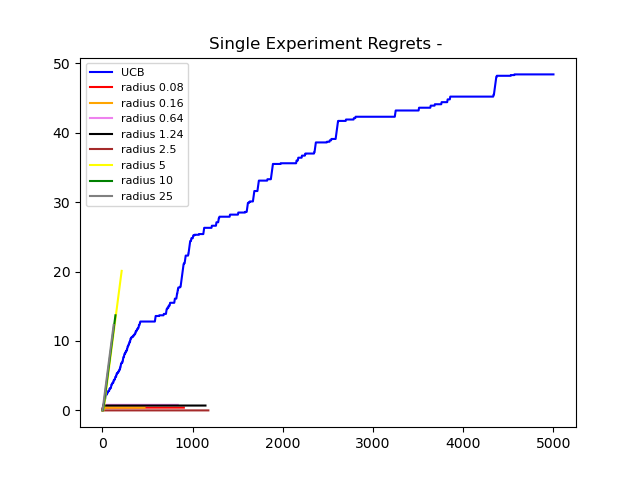 Single Experiment Regrets -
50
40
30
20
10
0
UCB
radius 0.08
radius 0.16
radius 0.64
radius 1.24
radius 2.5
radius 5
radius 10
radius 25
0 1000 2000 3000 4000 5000